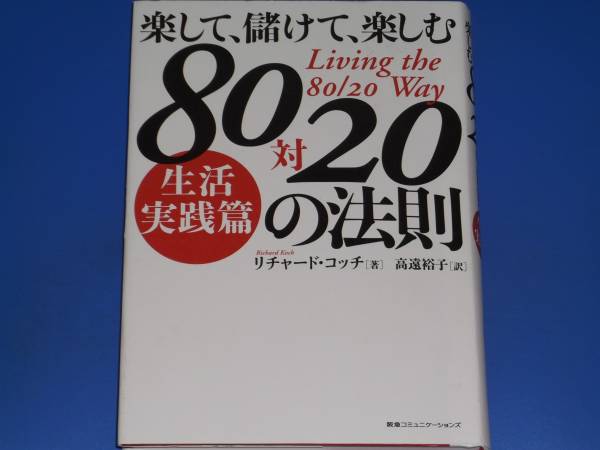 楽して、儲けて、楽しむ
Living the
80/20 Way
80対20
の法則
生活
実践篇
Richard Koch
リチャード・コッチ[著] 高遠裕子[訳]
阪急コミュニケーションズ